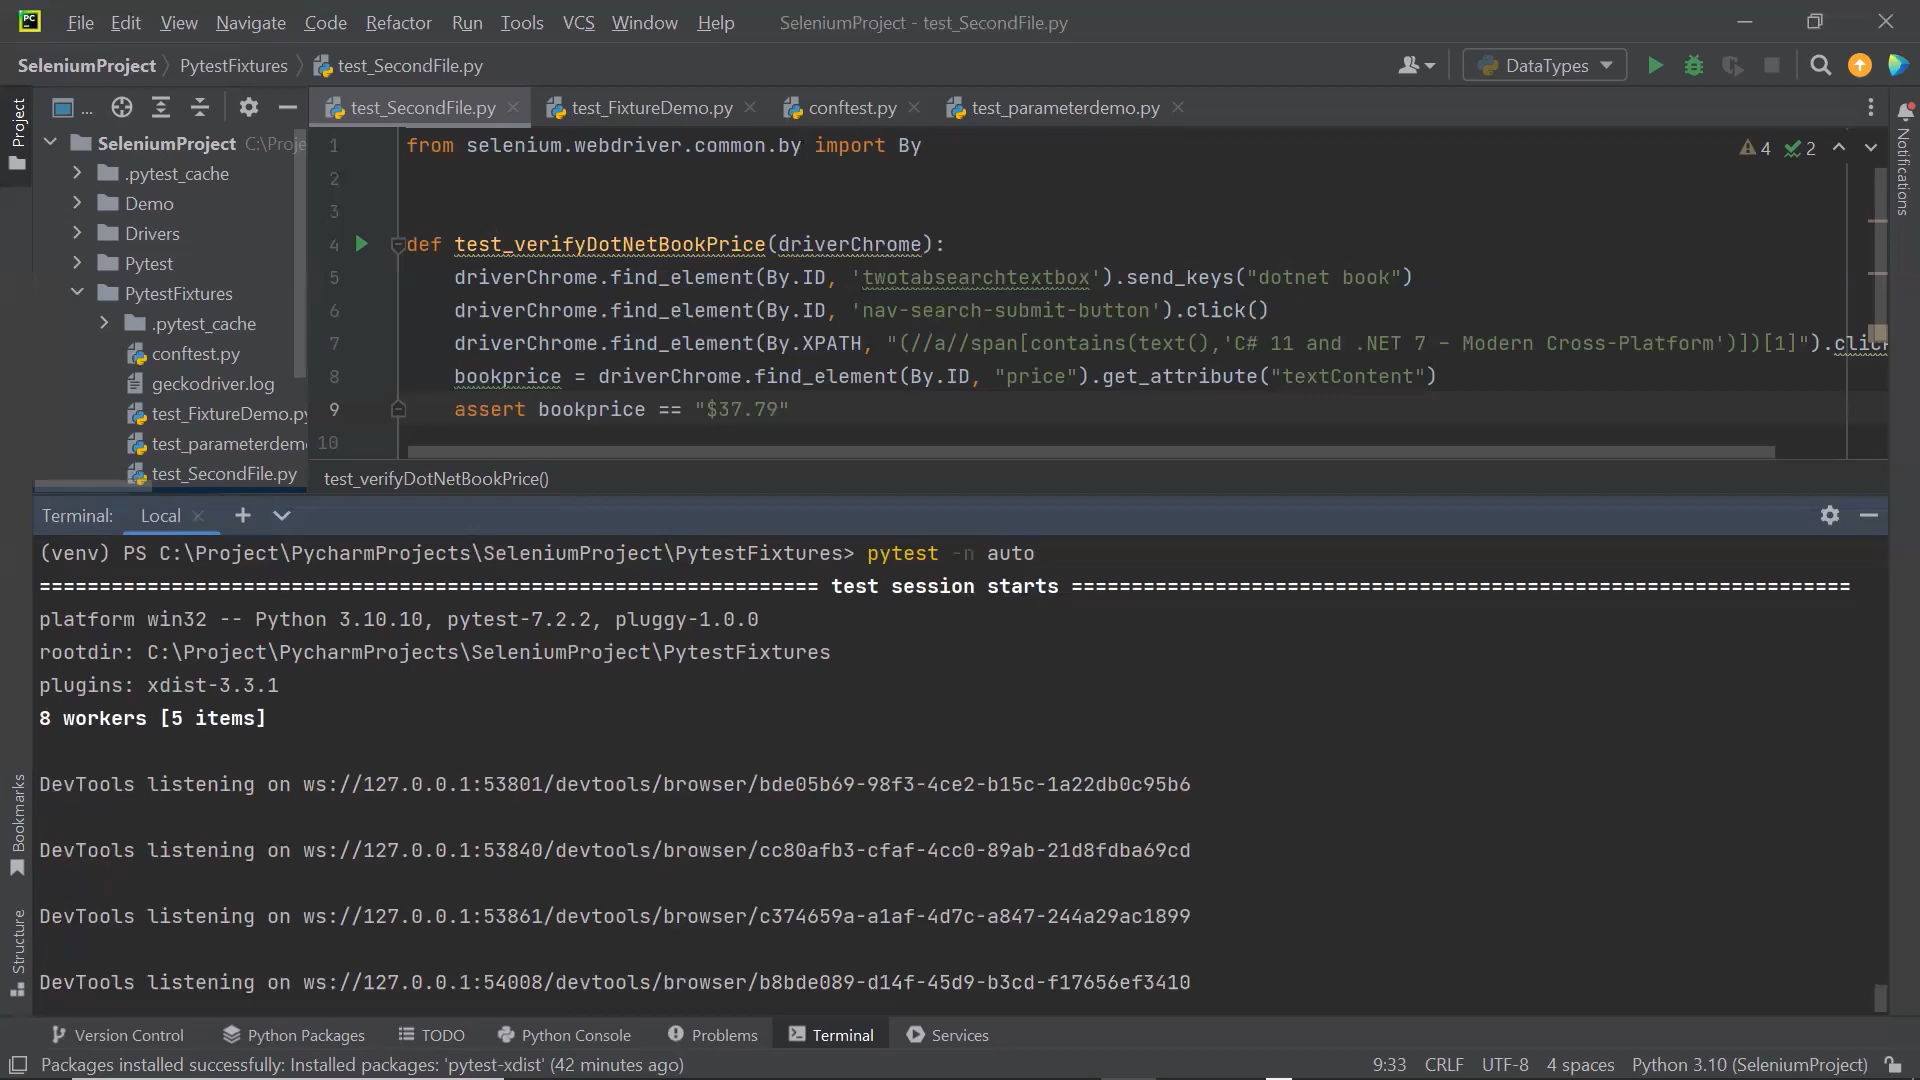 PC File Edit View Navigate Code Refactor Run Tools VCS Window Help SeleniumProject - test_SecondFile.py
SeleniumProject PytestFixtures test_SecondFile.py DataTypes
Project ... test_SecondFile.py test_FixtureDemo.py conftest.py test_parameterdemo.py
Notifications
SeleniumProject C:\Proje
.pytest_cache
Demo
Drivers
Pytest
PytestFixtures
.pytest_cache
conftest.py
geckodriver.log
test_FixtureDemo.py
test_parameterdem
test_SecondFile.py
1 from selenium.webdriver.common.by import By
4 2
2
3
4 def test_verifyDotNetBookPrice(driverChrome):
5 driverChrome.find_element(By.ID, 'twotabsearchtextbox').send_keys("dotnet book")
6 driverChrome.find_element(By.ID, 'nav-search-submit-button').click()
7 driverChrome.find_element(By.XPATH, "(//a//span[contains(text(),'C# 11 and .NET 7 - Modern Cross-Platform')])[1]").click
8 bookprice = driverChrome.find_element(By.ID, "price").get_attribute("textContent")
9 assert bookprice == "$37.79"
10
test_verifyDotNetBookPrice()
Terminal: Local
(venv) PS C:\Project\PycharmProjects\SeleniumProject\PytestFixtures> pytest -n auto
================================================================= test session starts =================================================================
platform win32 -- Python 3.10.10, pytest-7.2.2, pluggy-1.0.0
rootdir: C:\Project\PycharmProjects\SeleniumProject\PytestFixtures
plugins: xdist-3.3.1
8 workers [5 items]
DevTools listening on ws://127.0.0.1:53801/devtools/browser/bde05b69-98f3-4ce2-b15c-1a22db0c95b6
DevTools listening on ws://127.0.0.1:53840/devtools/browser/cc80afb3-cfaf-4cc0-89ab-21d8fdba69cd
DevTools listening on ws://127.0.0.1:53861/devtools/browser/c374659a-a1af-4d7c-a847-244a29ac1899
DevTools listening on ws://127.0.0.1:54008/devtools/browser/b8bde089-d14f-45d9-b3cd-f17656ef3410
Bookmarks
Structure
Version Control Python Packages TODO Python Console Problems Terminal Services
Packages installed successfully: Installed packages: 'pytest-xdist' (42 minutes ago) 9:33 CRLF UTF-8 4 spaces Python 3.10 (SeleniumProject)